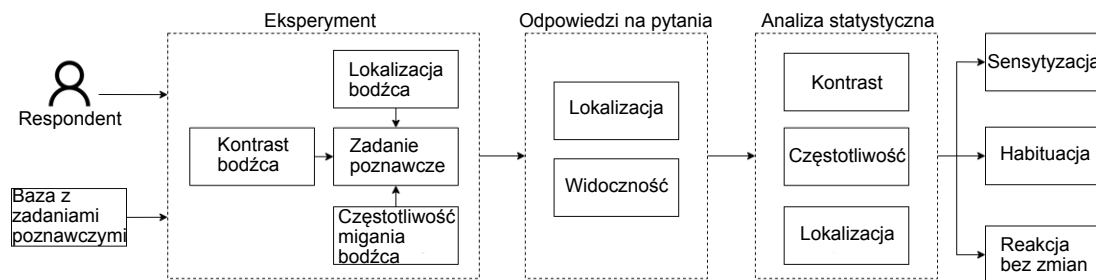 Eksperyment
Odpowiedzi na pytania
Analiza statystyczna
Respondent
Baza z
zadaniami
poznawczymi
Lokalizacja
bodźca
Kontrast
bodźca
Zadanie
poznawcze
Częstotliwość
migania
bodźca
Lokalizacja
Widoczność
Kontrast
Częstotliwość
Lokalizacja
Sensytyzacja
Habituacja
Reakcja
bez zmian